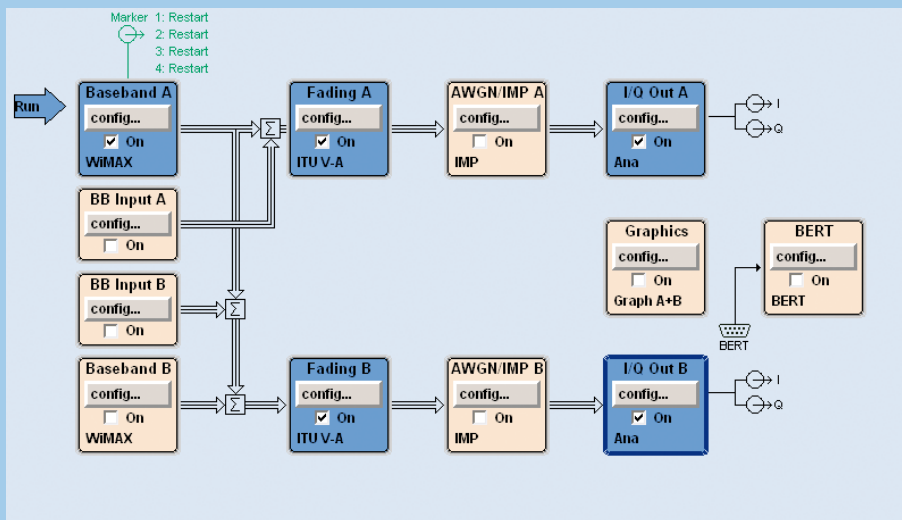 Marker 1: Restart
2: Restart
3: Restart
4: Restart
Run
Baseband A
config...
On
WiMAX
Fading A
config...
On
ITU V-A
AWGN/IMP A
config...
On
IMP
I/Q Out A
config...
On
Ana
I
Q
BB Input A
config...
On
Graphics
config...
On
Graph A+B
BERT
config...
On
BERT
BERT
BB Input B
config...
On
Σ
Σ
Σ
Baseband B
config...
On
WiMAX
Fading B
config...
On
ITU V-A
AWGN/IMP B
config...
On
IMP
I/Q Out B
config...
On
Ana
I
Q